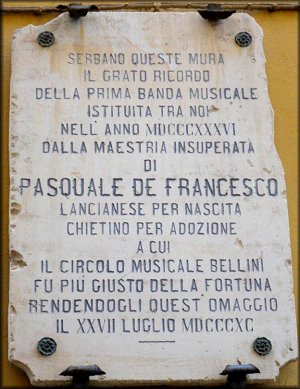 SERBANO QUESTE MURA
IL GRATO RICORDO
DELLA PRIMA BANDA MUSICALE
ISTITUITA TRA NOI
NELL' ANNO MDCCCXXXVI
DALLA MAESTRIA INSUPERATA
DI
PASQUALE DE FRANCESCO
LANCIANESE PER NASCITA
CHIETINO PER ADOZIONE
A CUI
IL CIRCOLO MUSICALE BELLINI
FU PIÙ GIUSTO DELLA FORTUNA
RENDENDOGLI QUEST' OMAGGIO
IL XXVII LUGLIO MDCCCXC